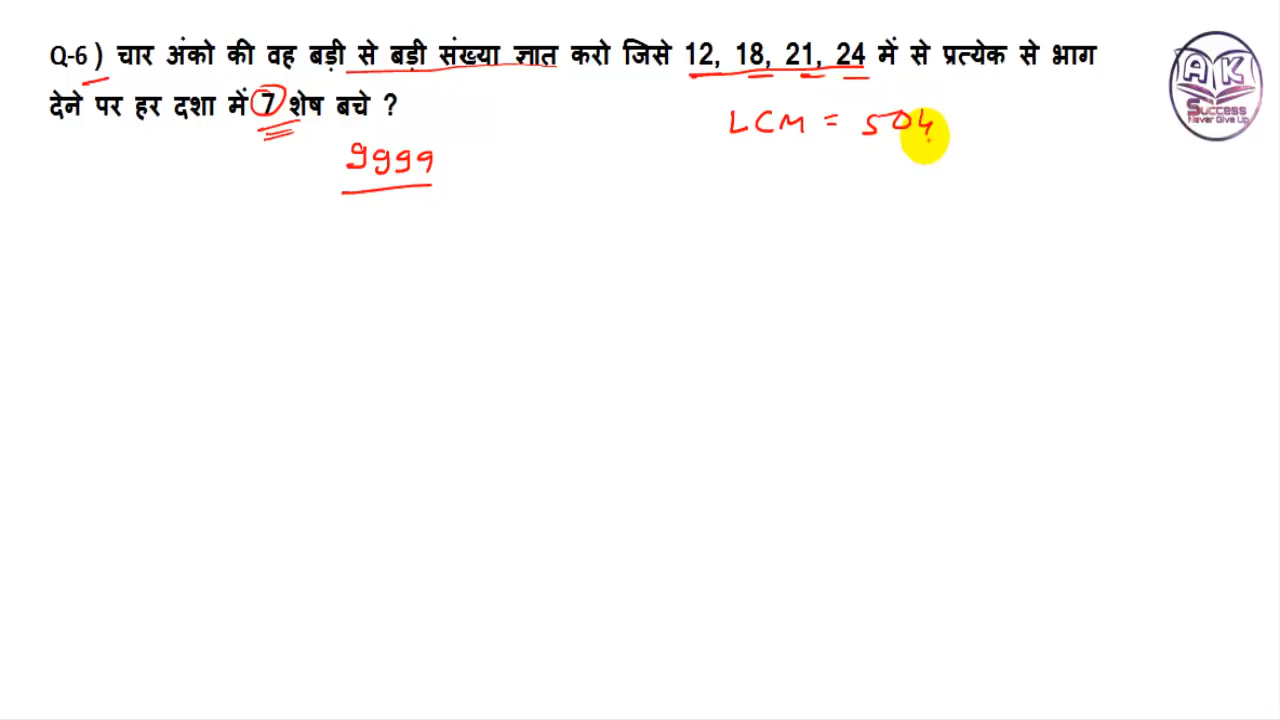 Q-6 ) चार अंको की वह बड़ी से बड़ी संख्या ज्ञात करो जिसे 12, 18, 21, 24 में से प्रत्येक से भाग
देने पर हर दशा में 7 शेष बचे ?
LCM = 504
9999
AK
Success
Never Give Up